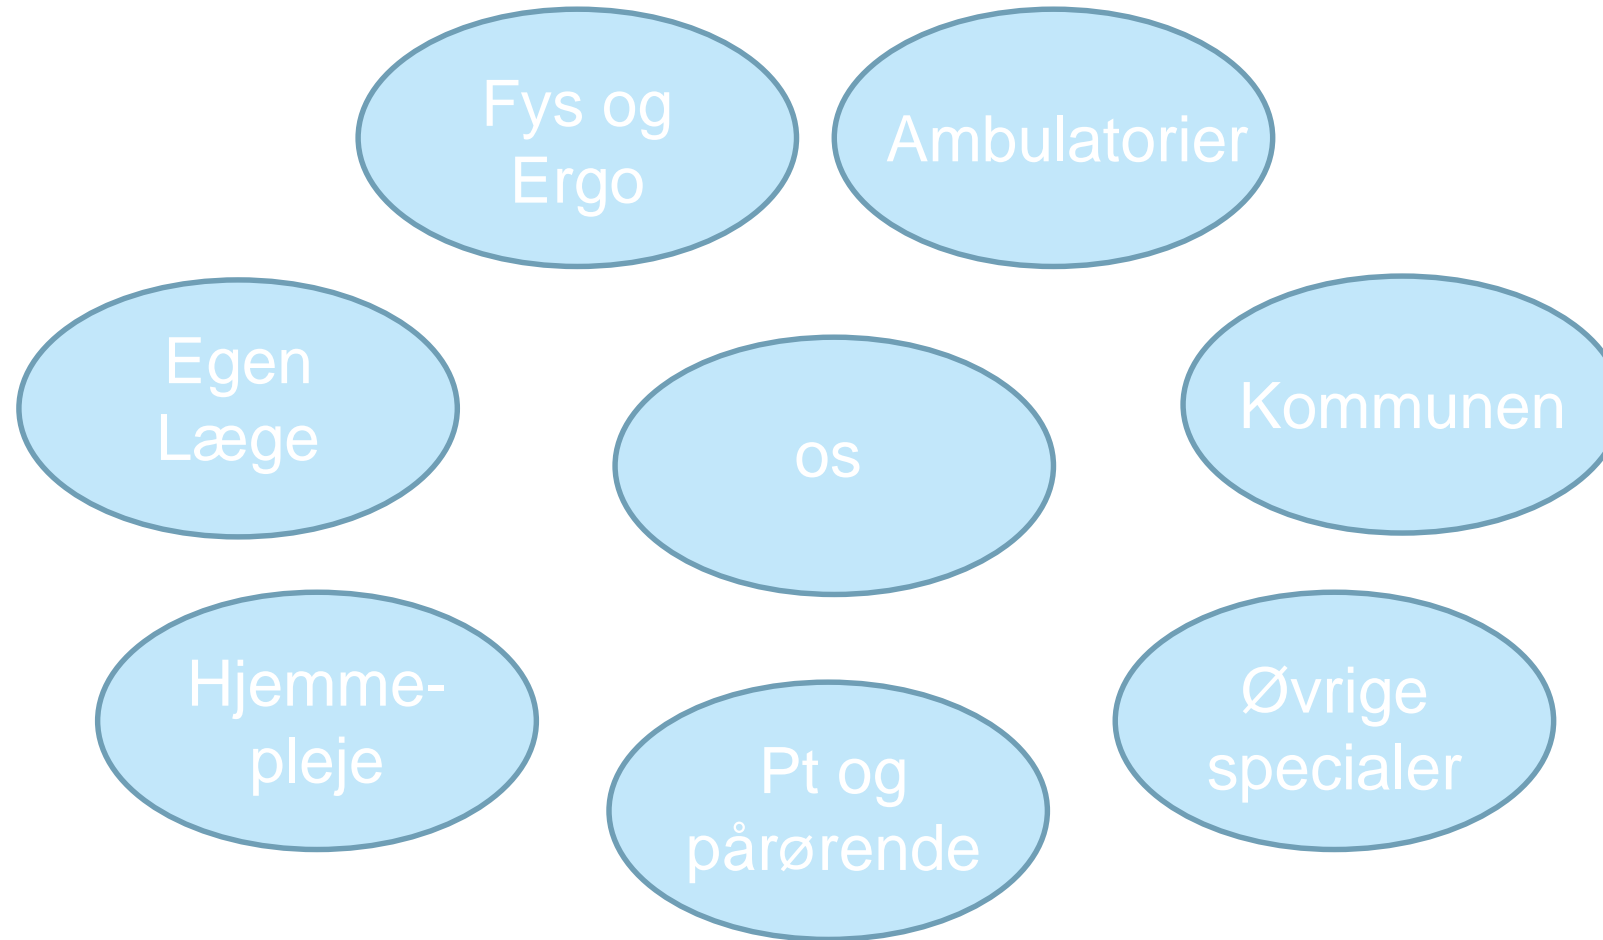 Fys og
Ergo
Ambulatorier
Egen
Læge
os
Kommunen
Hjemme-
pleje
Pt og
pårørende
Øvrige
specialer